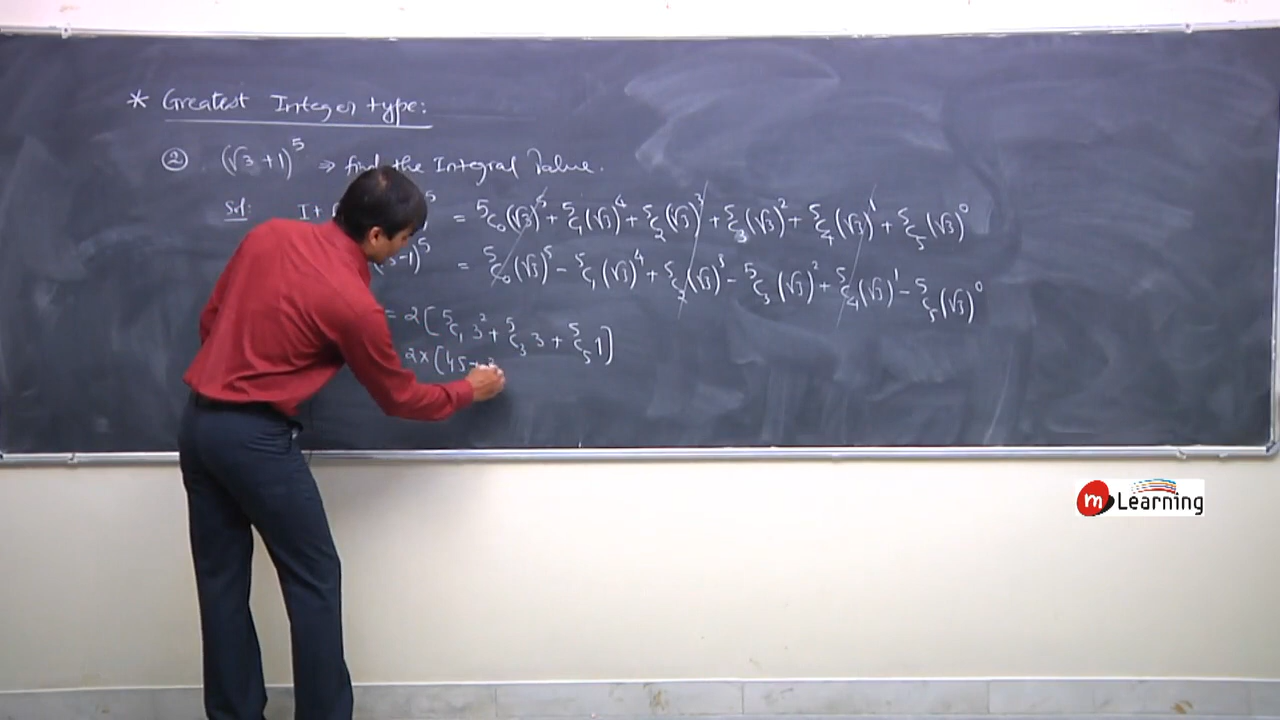 * Greatest Integer type:
② (√3 + 1)⁵ ⇒ find the Integral Value.
Sol: I + ⁵ = ⁵C₀(√3)⁵ + ⁵C₁(√3)⁴ + ⁵C₂(√3)³ + ⁵C₃(√3)² + ⁵C₄(√3)¹ + ⁵C₅(√3)⁰
3-1)⁵ = ⁵C₀(√3)⁵ - ⁵C₁(√3)⁴ + ⁵C₂(√3)³ - ⁵C₃(√3)² + ⁵C₄(√3)¹ - ⁵C₅(√3)⁰
= 2[⁵C₁ 3² + ⁵C₃ 3 + ⁵C₅ 1]
2×[45+
m Learning